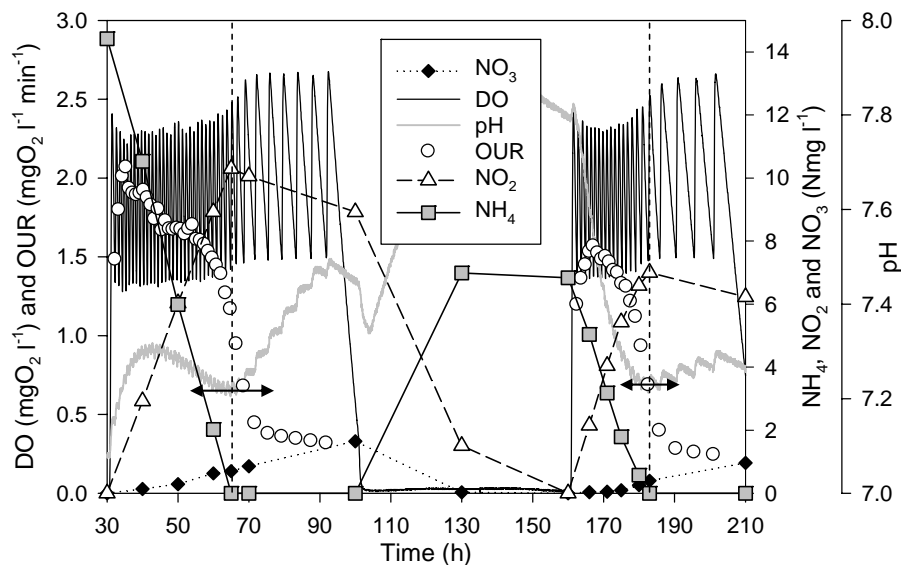 3.0
2.5
2.0
1.5
1.0
0.5
0.0
DO (mgO2 l-1) and OUR (mgO2 l-1 min-1)
NO3
DO
pH
OUR
NO2
NH4
14
12
10
8
6
4
2
0
NH4, NO2 and NO3 (Nmg l-1)
8.0
7.8
7.6
7.4
7.2
7.0
pH
30 50 70 90 110 130 150 170 190 210
Time (h)